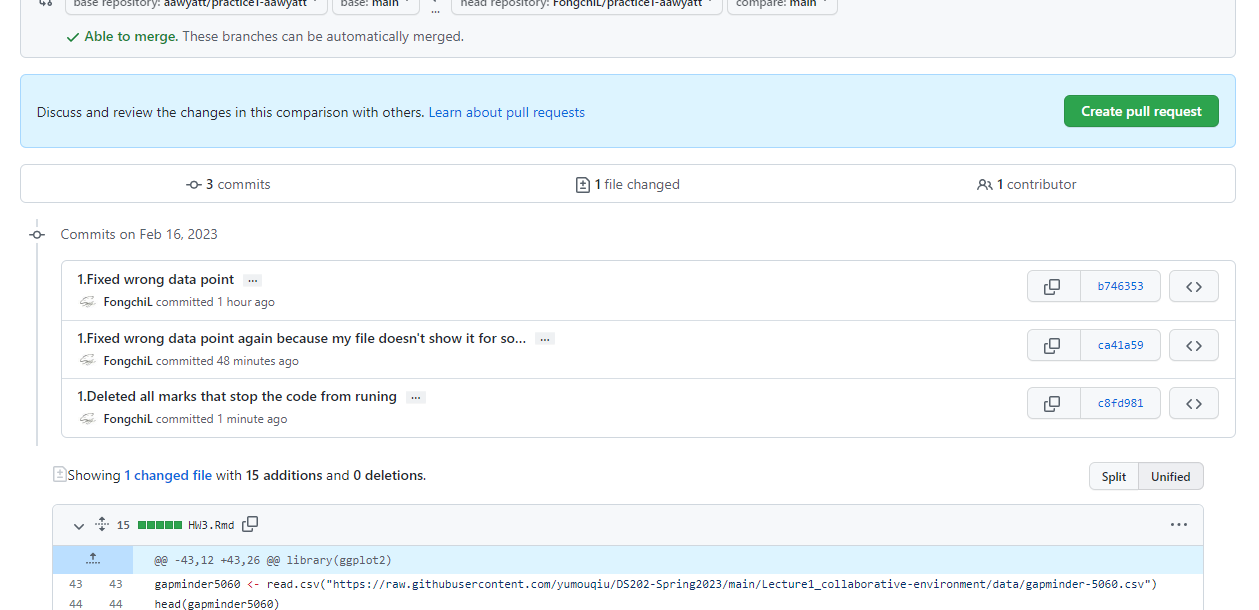 base repository: aawyatt/practice1-aawyatt base: main ... head repository: FongchiL/practice1-aawyatt compare: main
Able to merge. These branches can be automatically merged.
Discuss and review the changes in this comparison with others. Learn about pull requests
Create pull request
3 commits
1 file changed
1 contributor
Commits on Feb 16, 2023
1.Fixed wrong data point ...
FongchiL committed 1 hour ago
b746353
1.Fixed wrong data point again because my file doesn't show it for so... ...
FongchiL committed 48 minutes ago
ca41a59
1.Deleted all marks that stop the code from runing ...
FongchiL committed 1 minute ago
c8fd981
Showing 1 changed file with 15 additions and 0 deletions.
Split Unified
15 HW3.Rmd
@@ -43,12 +43,26 @@ library(ggplot2)
43 43 gapminder5060 <- read.csv("https://raw.githubusercontent.com/yumouqiu/DS202-Spring2023/main/Lecture1_collaborative-environment/data/gapminder-5060.csv")
44 44 head(gapminder5060)